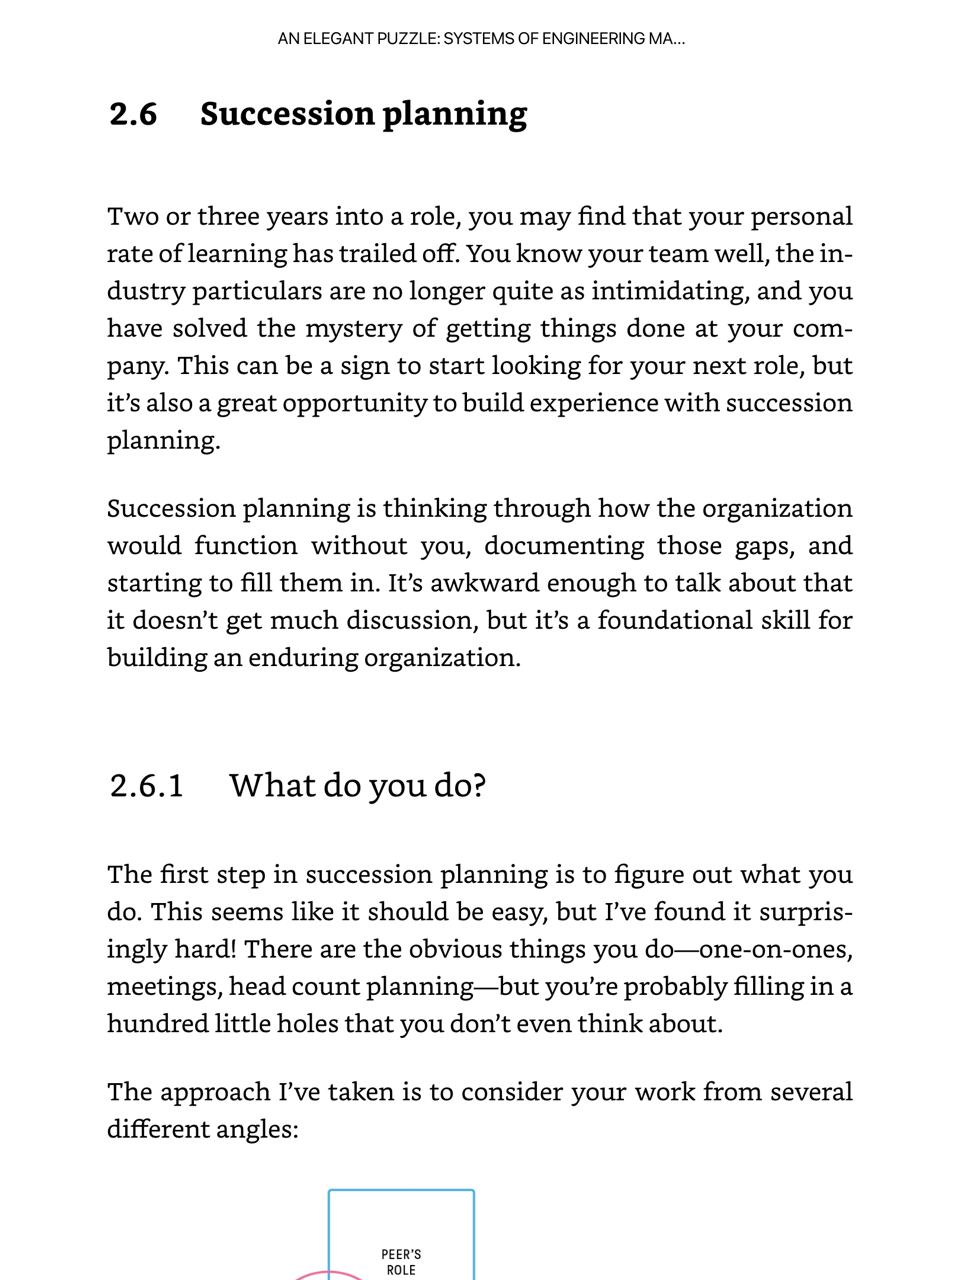 AN ELEGANT PUZZLE: SYSTEMS OF ENGINEERING MA...
2.6 Succession planning
Two or three years into a role, you may find that your personal
rate of learning has trailed off. You know your team well, the in-
dustry particulars are no longer quite as intimidating, and you
have solved the mystery of getting things done at your com-
pany. This can be a sign to start looking for your next role, but
it’s also a great opportunity to build experience with succession
planning.
Succession planning is thinking through how the organization
would function without you, documenting those gaps, and
starting to fill them in. It’s awkward enough to talk about that
it doesn’t get much discussion, but it’s a foundational skill for
building an enduring organization.
2.6.1 What do you do?
The first step in succession planning is to figure out what you
do. This seems like it should be easy, but I’ve found it surpris-
ingly hard! There are the obvious things you do—one-on-ones,
meetings, head count planning—but you’re probably filling in a
hundred little holes that you don’t even think about.
The approach I’ve taken is to consider your work from several
different angles:
PEER’S
ROLE